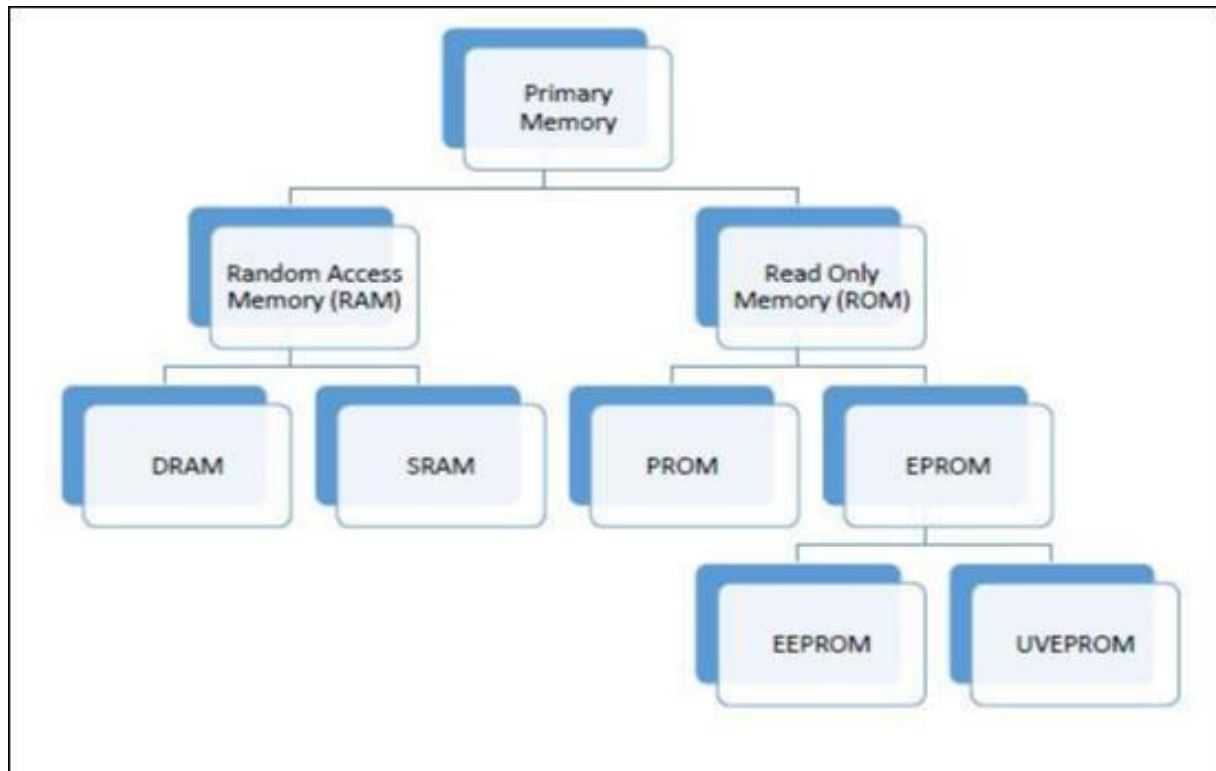 Primary
Memory
Random Access
Memory (RAM)
Read Only
Memory (ROM)
DRAM
SRAM
PROM
EPROM
EEPROM
UVEPROM